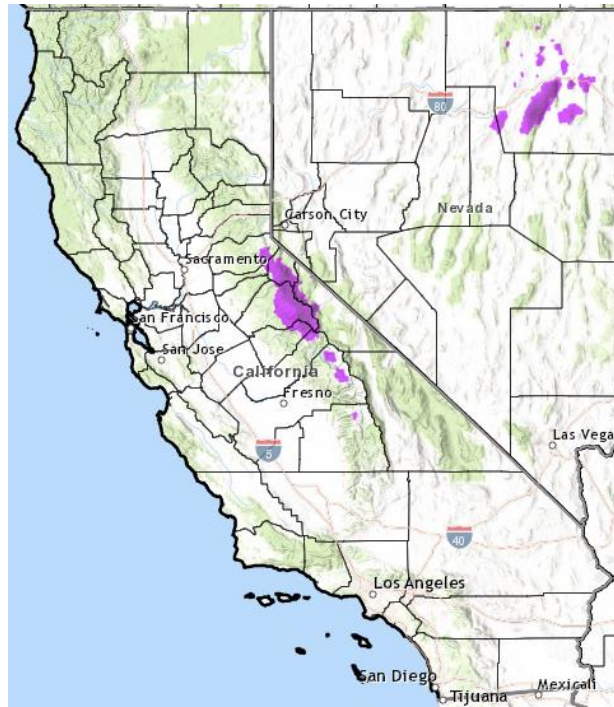 80
Nevada
Carson City
Sacramento
San Francisco
San Jose
California
Fresno
5
Las Vega
40
Los Angeles
San Diego
Mexicali
Tijuana